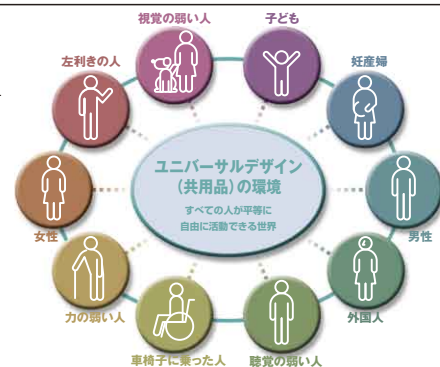 視覚の弱い人
子ども
左利きの人
妊産婦
ユニバーサルデザイン
(共用品)の環境
すべての人が平等に
自由に活動できる世界
女性
男性
力の弱い人
外国人
車椅子に乗った人
聴覚の弱い人